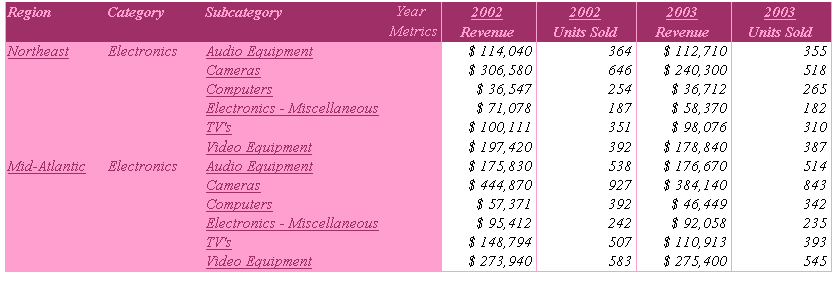 Region Category Subcategory Year 2002 2002 2003 2003
Metrics Revenue Units Sold Revenue Units Sold
Northeast Electronics Audio Equipment $ 114,040 364 $ 112,710 355
Cameras $ 306,580 646 $ 240,300 518
Computers $ 36,547 254 $ 36,712 265
Electronics - Miscellaneous $ 71,078 187 $ 58,370 182
TV's $ 100,111 351 $ 98,076 310
Video Equipment $ 197,420 392 $ 178,840 387
Mid-Atlantic Electronics Audio Equipment $ 175,830 538 $ 176,670 514
Cameras $ 444,870 927 $ 384,140 843
Computers $ 57,371 392 $ 46,449 342
Electronics - Miscellaneous $ 95,412 242 $ 92,058 235
TV's $ 148,794 507 $ 110,913 393
Video Equipment $ 273,940 583 $ 275,400 545